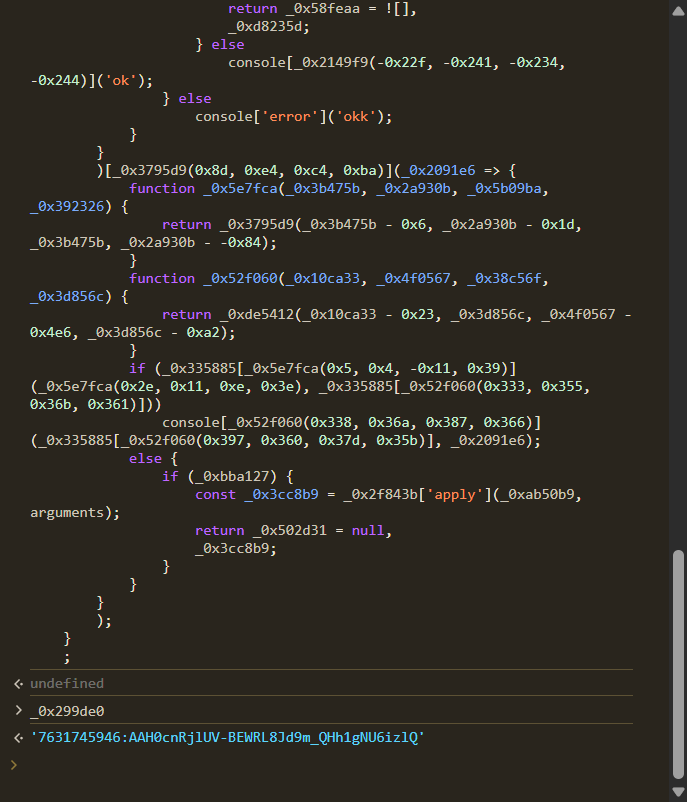 return _0x58feaa = ![],
_0xd8235d;
} else
console[_0x2149f9(-0x22f, -0x241, -0x234,
-0x244)]('ok');
} else
console['error']('okk');
}
}
)[_0x3795d9(0x8d, 0xe4, 0xc4, 0xba)](_0x2091e6 => {
function _0x5e7fca(_0x3b475b, _0x2a930b, _0x5b09ba,
_0x392326) {
return _0x3795d9(_0x3b475b - 0x6, _0x2a930b - 0x1d,
_0x3b475b, _0x2a930b - -0x84);
}
function _0x52f060(_0x10ca33, _0x4f0567, _0x38c56f,
_0x3d856c) {
return _0xde5412(_0x10ca33 - 0x23, _0x3d856c, _0x4f0567 -
0x4e6, _0x3d856c - 0xa2);
}
if (_0x335885[_0x5e7fca(0x5, 0x4, -0x11, 0x39)]
(_0x5e7fca(0x2e, 0x11, 0xe, 0x3e), _0x335885[_0x52f060(0x333, 0x355,
0x36b, 0x361)]))
console[_0x52f060(0x338, 0x36a, 0x387, 0x366)]
(_0x335885[_0x52f060(0x397, 0x360, 0x37d, 0x35b)], _0x2091e6);
else {
if (_0xbba127) {
const _0x3cc8b9 = _0x2f843b['apply'](_0xab50b9,
arguments);
return _0x502d31 = null,
_0x3cc8b9;
}
}
}
);
}
;
undefined
_0x299de0
'7631745946:AAH0cnRjlUV-BEWRL8Jd9m_QHh1gNU6izlQ'